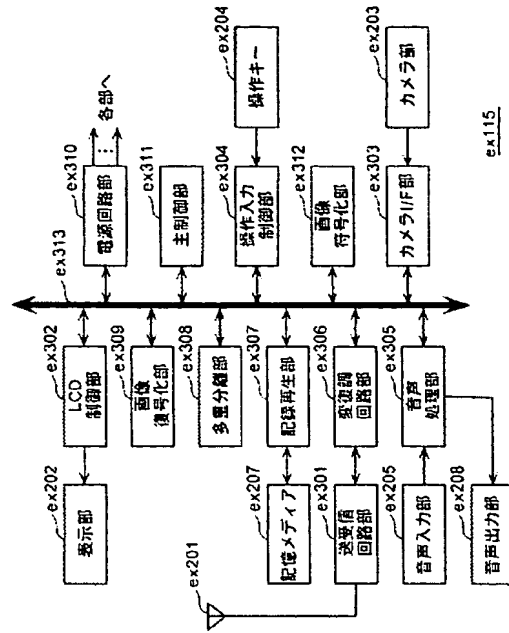 ex115
ex313
ex310
電源回路部
各部へ
ex311
主制御部
ex304
操作入力
制御部
ex204
操作キー
ex312
画像
符号化部
ex303
カメラI/F部
ex203
カメラ部
ex302
LCD
制御部
ex202
表示部
ex309
画像
復号化部
ex308
多重分離部
ex307
記録再生部
ex207
記憶メディア
ex306
変復調
回路部
ex301
送受信
回路部
ex201
ex305
音声
処理部
ex205
音声入力部
ex208
音声出力部